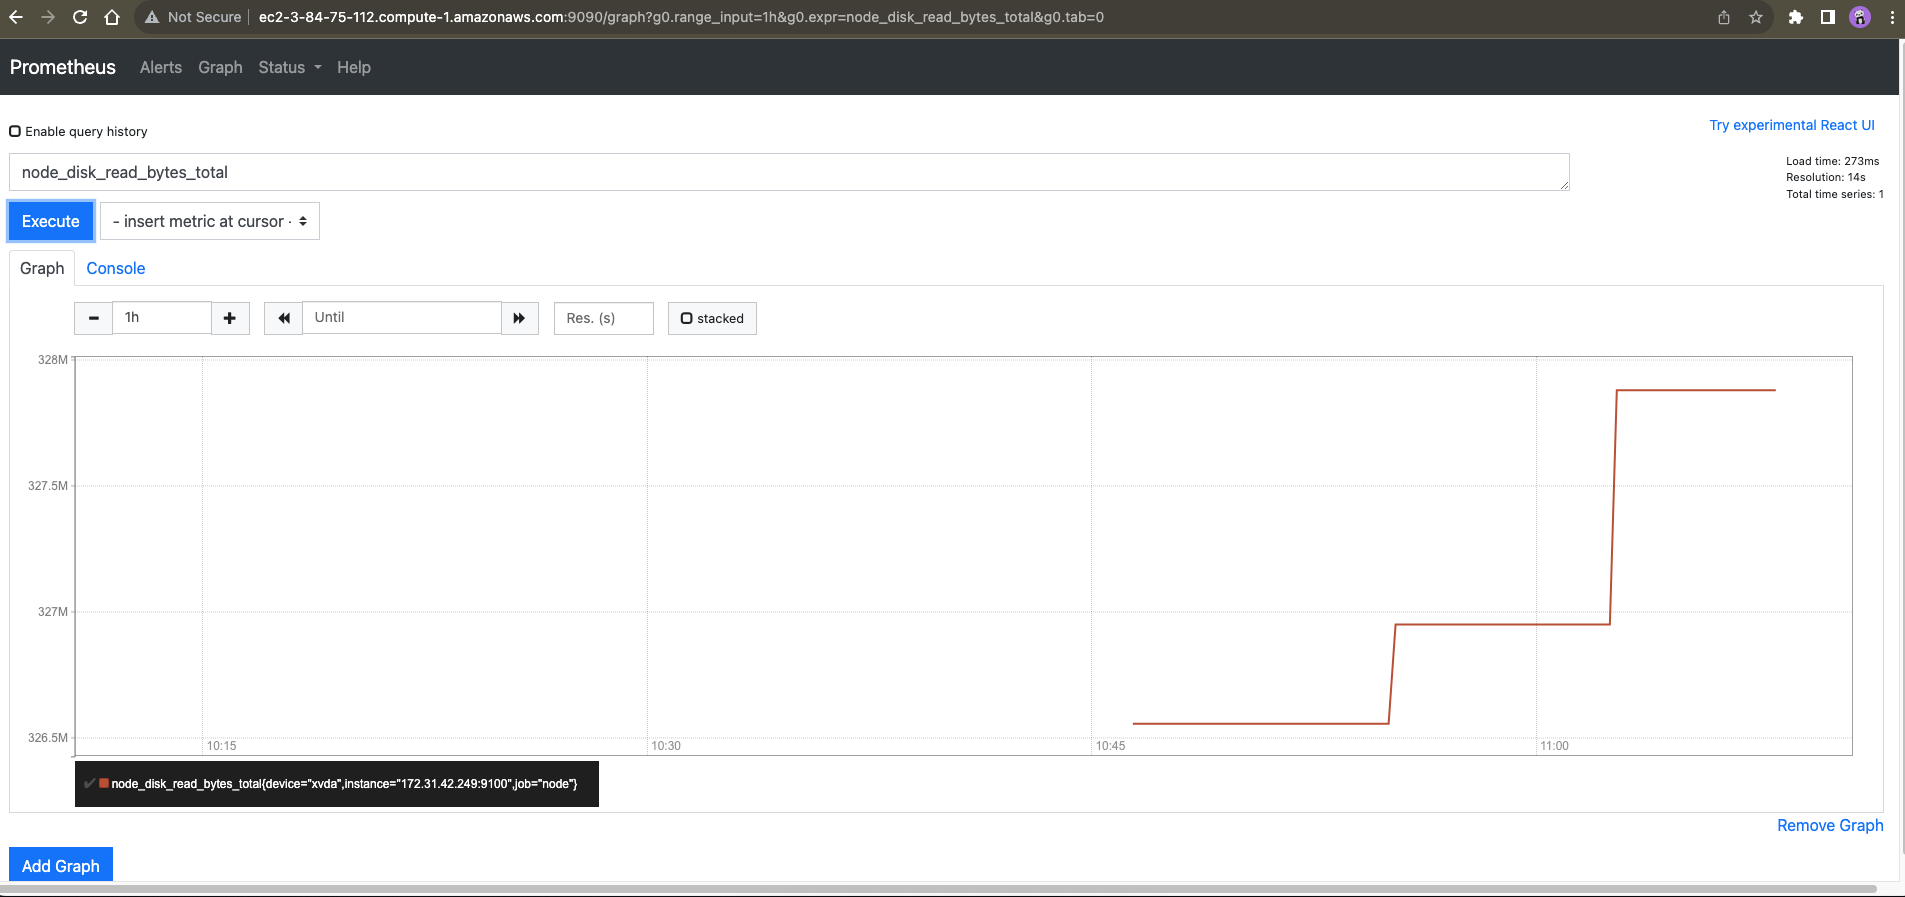 Not Secure | ec2-3-84-75-112.compute-1.amazonaws.com:9090/graph?g0.range_input=1h&g0.expr=node_disk_read_bytes_total&g0.tab=0
Prometheus Alerts Graph Status Help
Enable query history
Try experimental React UI
node_disk_read_bytes_total
Load time: 273ms
Resolution: 14s
Total time series: 1
Execute - insert metric at cursor -
Graph Console
1h Until Res. (s) stacked
328M
327.5M
327M
326.5M
10:15 10:30 10:45 11:00
node_disk_read_bytes_total{device="xvda",instance="172.31.42.249:9100",job="node"}
Remove Graph
Add Graph